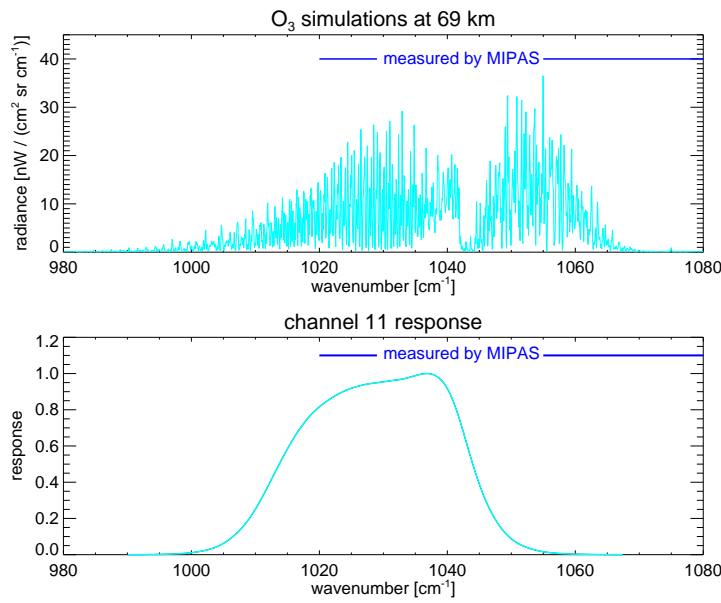 O₃ simulations at 69 km
measured by MIPAS
radiance [nW / (cm² sr cm⁻¹)]
40
30
20
10
0
980 1000 1020 1040 1060 1080
wavenumber [cm⁻¹]
channel 11 response
measured by MIPAS
response
1.2
1.0
0.8
0.6
0.4
0.2
0.0
980 1000 1020 1040 1060 1080
wavenumber [cm⁻¹]